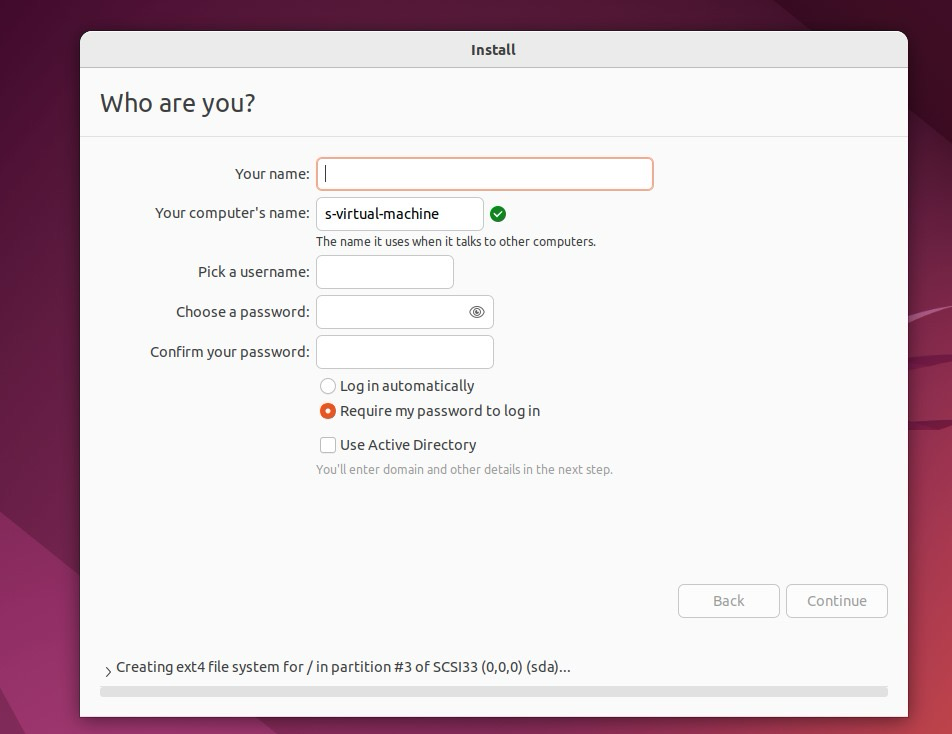 Install
Who are you?
Your name:
Your computer's name: s-virtual-machine
The name it uses when it talks to other computers.
Pick a username:
Choose a password:
Confirm your password:
Log in automatically
Require my password to log in
Use Active Directory
You'll enter domain and other details in the next step.
Back Continue
Creating ext4 file system for / in partition #3 of SCSI33 (0,0,0) (sda)...